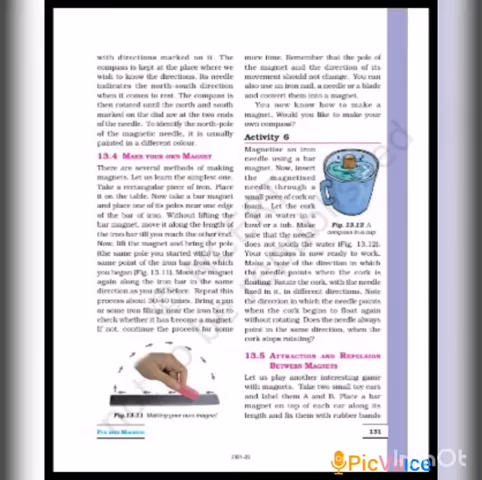 with directions marked on it. The
compass is kept at the place where we
wish to know the directions. Its needle
indicates the north-south direction
when it comes to rest. The compass is
then rotated until the north and south
marked on the dial are at the two ends
of the needle. To identify the north-pole
of the magnetic needle, it is usually
painted in a different colour.
13.4 MAKE YOUR OWN MAGNET
There are several methods of making
magnets. Let us learn the simplest one.
Take a rectangular piece of iron. Place
it on the table. Now take a bar magnet
and place one of its poles near one edge
of the bar of iron. Without lifting the
bar magnet, move it along the length of
the iron bar till you reach the other end.
Now, lift the magnet and bring the pole
(the same pole you started with) to the
same point of the iron bar from which
you began (Fig. 13.11). Move the magnet
again along the iron bar in the same
direction as you did before. Repeat this
process about 30-40 times. Bring a pin
or some iron filings near the iron bar to
check whether it has become a magnet.
If not, continue the process for some
Fig. 13.11 Making your own magnet
FUN WITH MAGNETS
more time. Remember that the pole of
the magnet and the direction of its
movement should not change. You can
also use an iron nail, a needle or a blade
and convert them into a magnet.
You now know how to make a
magnet. Would you like to make your
own compass?
Activity 6
Magnetise an iron
needle using a bar
magnet. Now, insert
the magnetised
needle through a
small piece of cork or
foam. Let the cork
float in water in a
bowl or a tub. Make
sure that the needle
does not touch the water (Fig. 13.12).
Your compass is now ready to work.
Make a note of the direction in which
the needle points when the cork is
floating. Rotate the cork, with the needle
fixed in it, in different directions. Note
the direction in which the needle points
when the cork begins to float again
without rotating. Does the needle always
point in the same direction, when the
cork stops rotating?
Fig. 13.12 A
compass in a cup
13.5 ATTRACTION AND REPULSION
BETWEEN MAGNETS
Let us play another interesting game
with magnets. Take two small toy cars
and label them A and B. Place a bar
magnet on top of each car along its
length and fix them with rubber bands
131
PicVoice